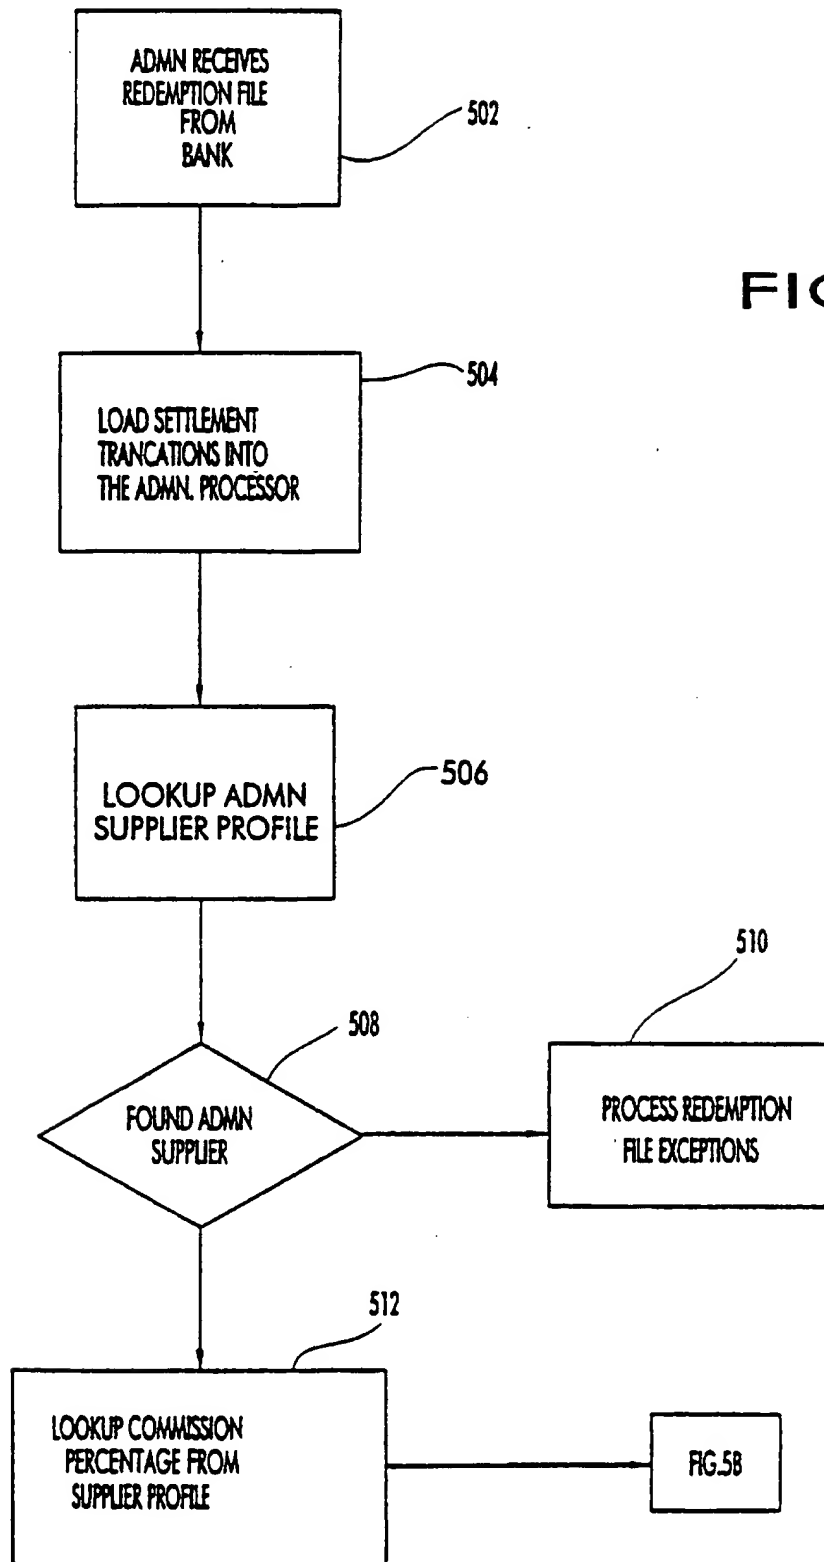 ADMN RECEIVES
REDEMPTION FILE
FROM
BANK
502
FIG
504
LOAD SETTLEMENT
TRANCATIONS INTO
THE ADMN. PROCESSOR
LOOKUP ADMN
SUPPLIER PROFILE
506
510
508
FOUND ADMN
SUPPLIER
PROCESS REDEMPTION
FILE EXCEPTIONS
512
LOOKUP COMMISSION
PERCENTAGE FROM
SUPPLIER PROFILE
FIG.5B